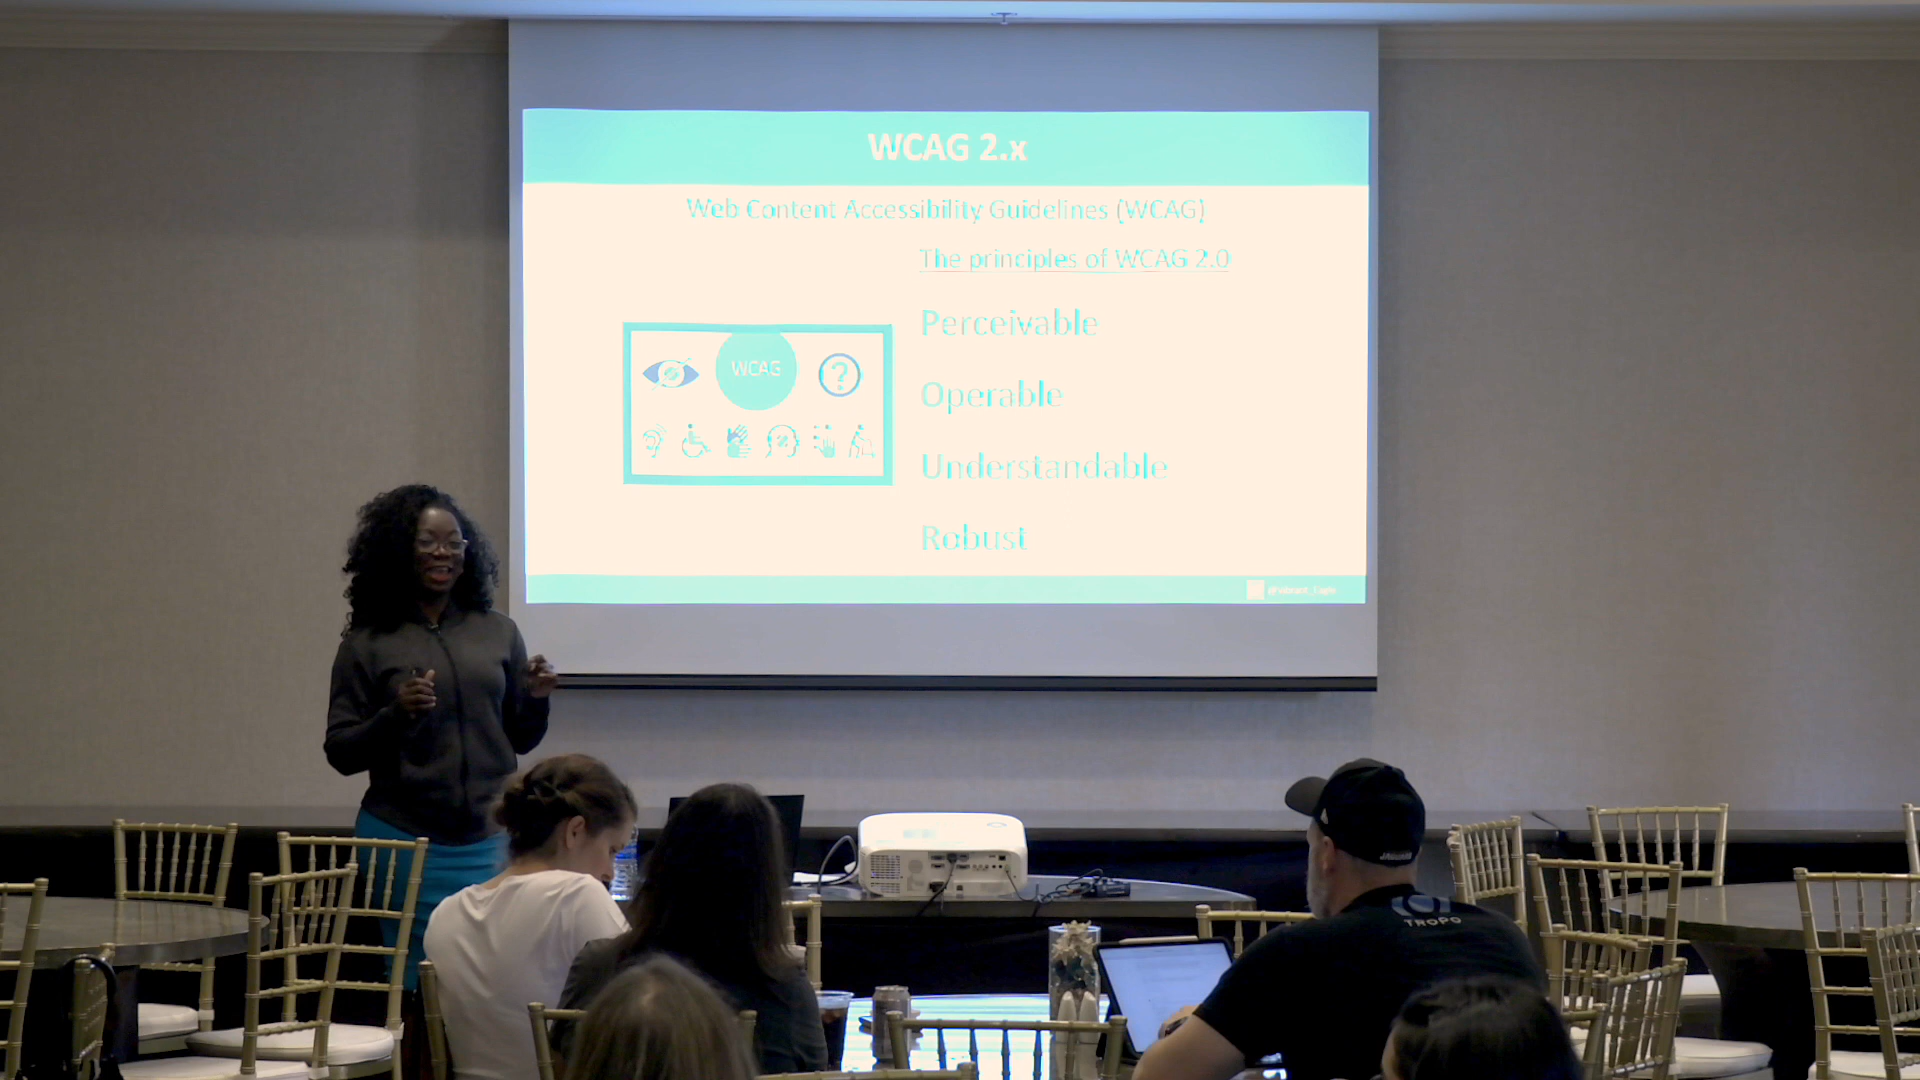 WCAG 2.x
Web Content Accessibility Guidelines (WCAG)
The principles of WCAG 2.0
Perceivable
WCAG
?
Operable
Understandable
Robust
TROPO